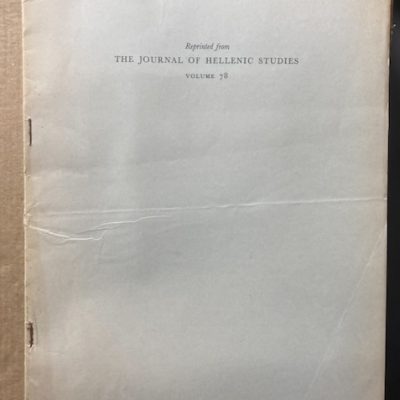 Reprinted from
THE JOURNAL OF HELLENIC STUDIES
VOLUME 78